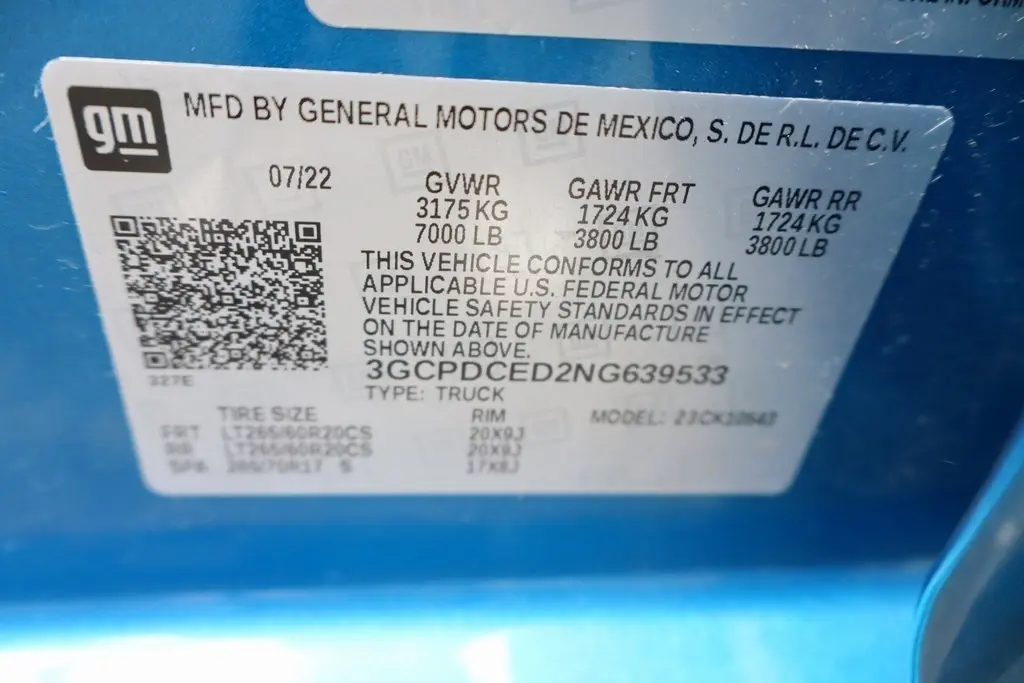 gm
MFD BY GENERAL MOTORS DE MEXICO, S. DE R.L. DE C.V.
07/22 GVWR GAWR FRT GAWR RR
3175 KG 1724 KG 1724 KG
7000 LB 3800 LB 3800 LB
THIS VEHICLE CONFORMS TO ALL
APPLICABLE U.S. FEDERAL MOTOR
VEHICLE SAFETY STANDARDS IN EFFECT
ON THE DATE OF MANUFACTURE
SHOWN ABOVE.
3GCPDCED2NG639533
327E
TYPE: TRUCK
TIRE SIZE RIM MODEL:
FRT LT265/60R20CS 20X9J
RR LT265/60R20CS 20X9J
17X8J